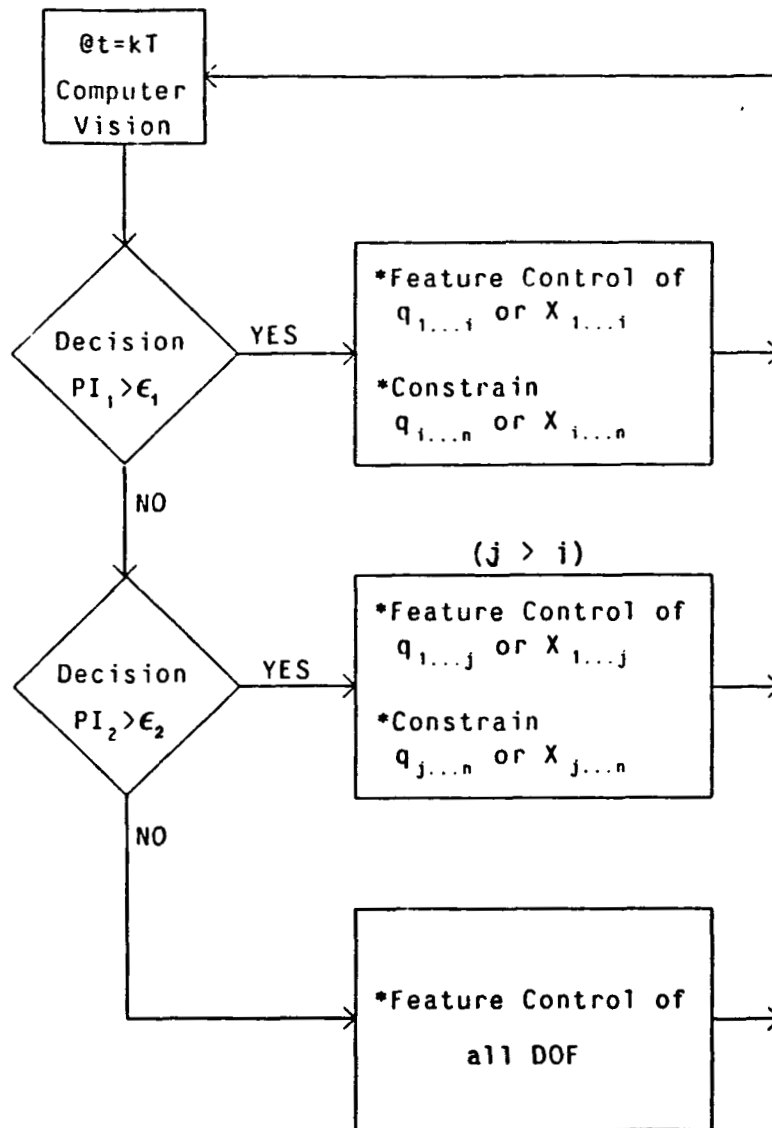 @t=kT
Computer
Vision
*Feature Control of
q₁...ᵢ or X₁...ᵢ
Decision
PI₁>ϵ₁
YES
*Constrain
qᵢ...ₙ or Xᵢ...ₙ
NO
(j > i)
*Feature Control of
q₁...ⱼ or X₁...ⱼ
Decision
PI₂>ϵ₂
YES
*Constrain
qⱼ...ₙ or Xⱼ...ₙ
NO
*Feature Control of
all DOF